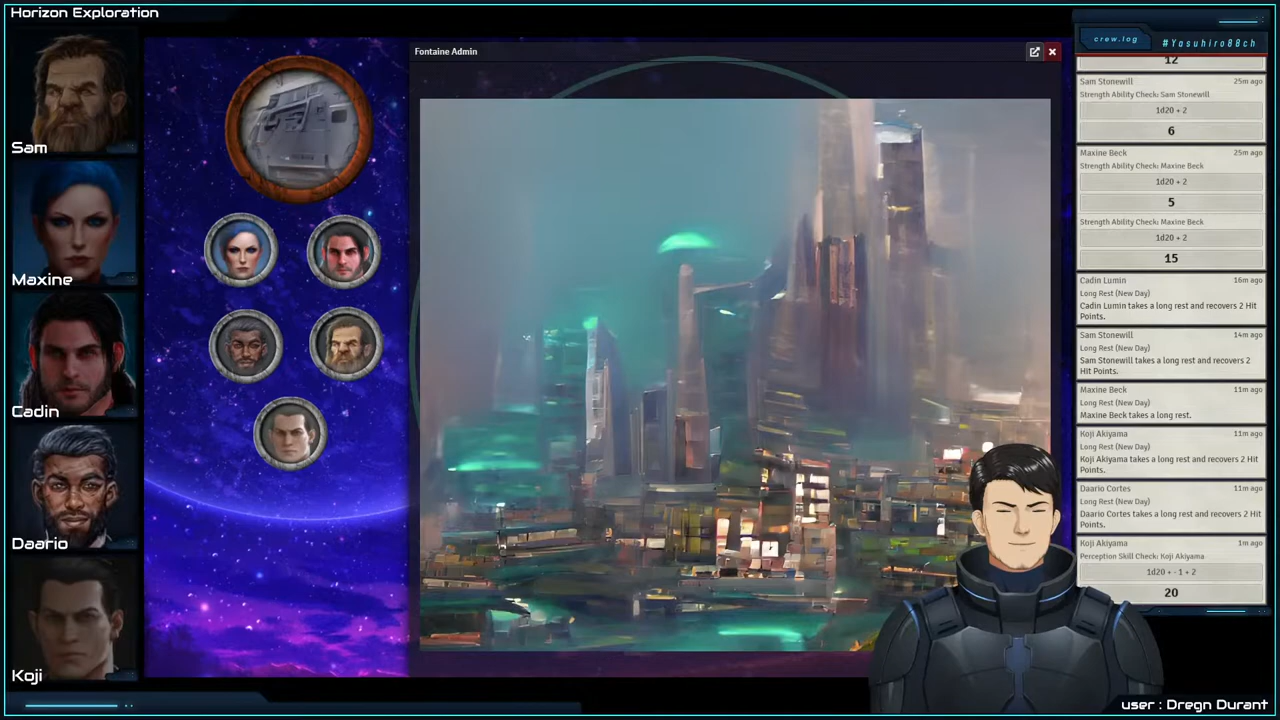 Horizon Exploration
Sam
Maxine
Cadin
Daario
Koji
Fontaine Admin
crew.log
#Yasuhiro88ch
12
Sam Stonewill 25m ago
Strength Ability Check: Sam Stonewill
1d20 + 2
6
Maxine Beck 25m ago
Strength Ability Check: Maxine Beck
1d20 + 2
5
Strength Ability Check: Maxine Beck
1d20 + 2
15
Cadin Lumin 16m ago
Long Rest (New Day)
Cadin Lumin takes a long rest and recovers 2 Hit
Points.
Sam Stonewill 14m ago
Long Rest (New Day)
Sam Stonewill takes a long rest and recovers 2
Hit Points.
Maxine Beck 11m ago
Long Rest (New Day)
Maxine Beck takes a long rest.
Koji Akiyama 11m ago
Long Rest (New Day)
Koji Akiyama takes a long rest and recovers 2 Hit
Points.
Daario Cortes 11m ago
Long Rest (New Day)
Daario Cortes takes a long rest and recovers 2 Hit
Points.
Koji Akiyama 1m ago
Perception Skill Check: Koji Akiyama
1d20 + - 1 + 2
20
user : Dregn Durant